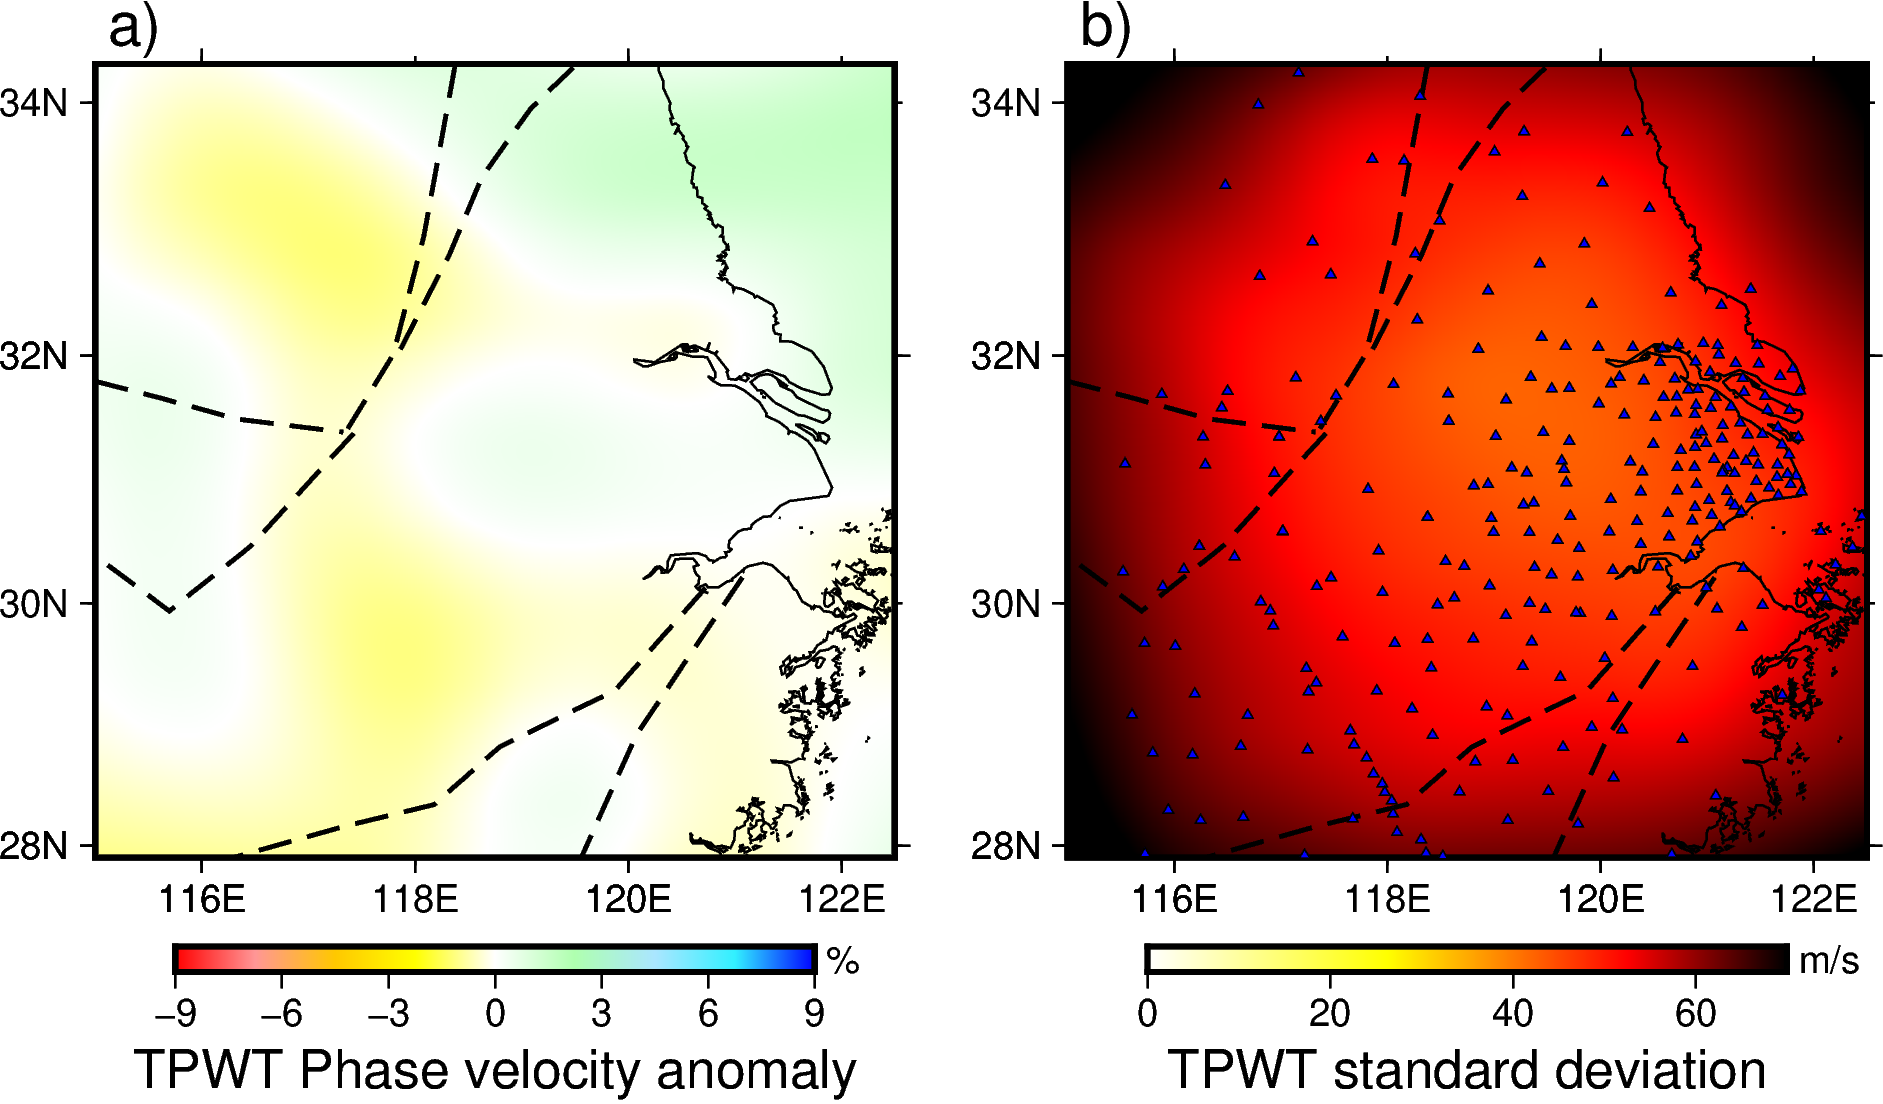 a)
34N
32N
30N
28N
116E 118E 120E 122E
%
−9 −6 −3 0 3 6 9
TPWT Phase velocity anomaly
b)
34N
32N
30N
28N
116E 118E 120E 122E
m/s
0 20 40 60
TPWT standard deviation